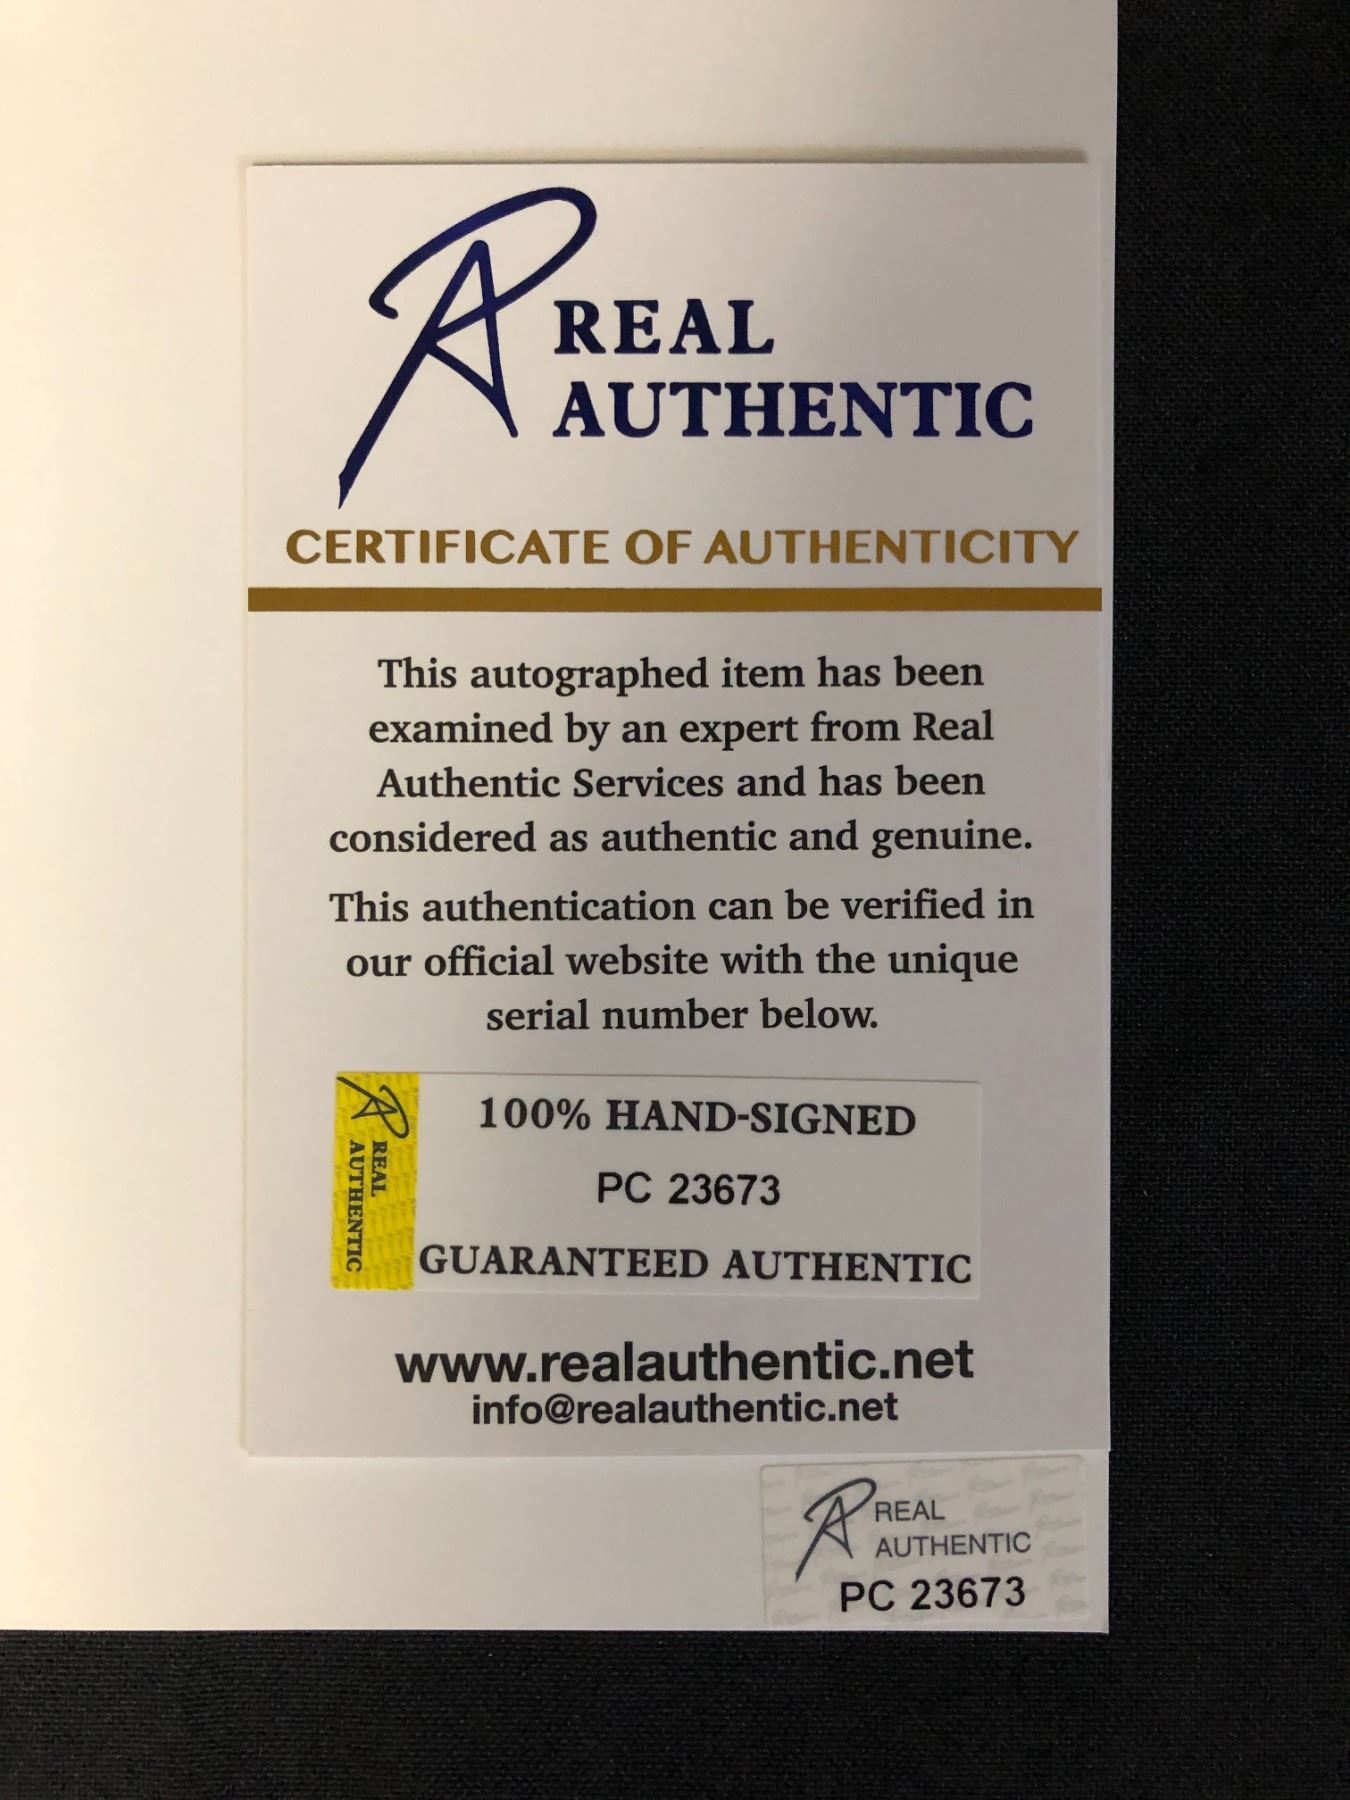 REAL
AUTHENTIC
CERTIFICATE OF AUTHENTICITY
This autographed item has been
examined by an expert from Real
Authentic Services and has been
considered as authentic and genuine.
This authentication can be verified in
our official website with the unique
serial number below.
REAL
AUTHENTIC
100% HAND-SIGNED
PC 23673
GUARANTEED AUTHENTIC
www.realauthentic.net
info@realauthentic.net
REAL
AUTHENTIC
PC 23673